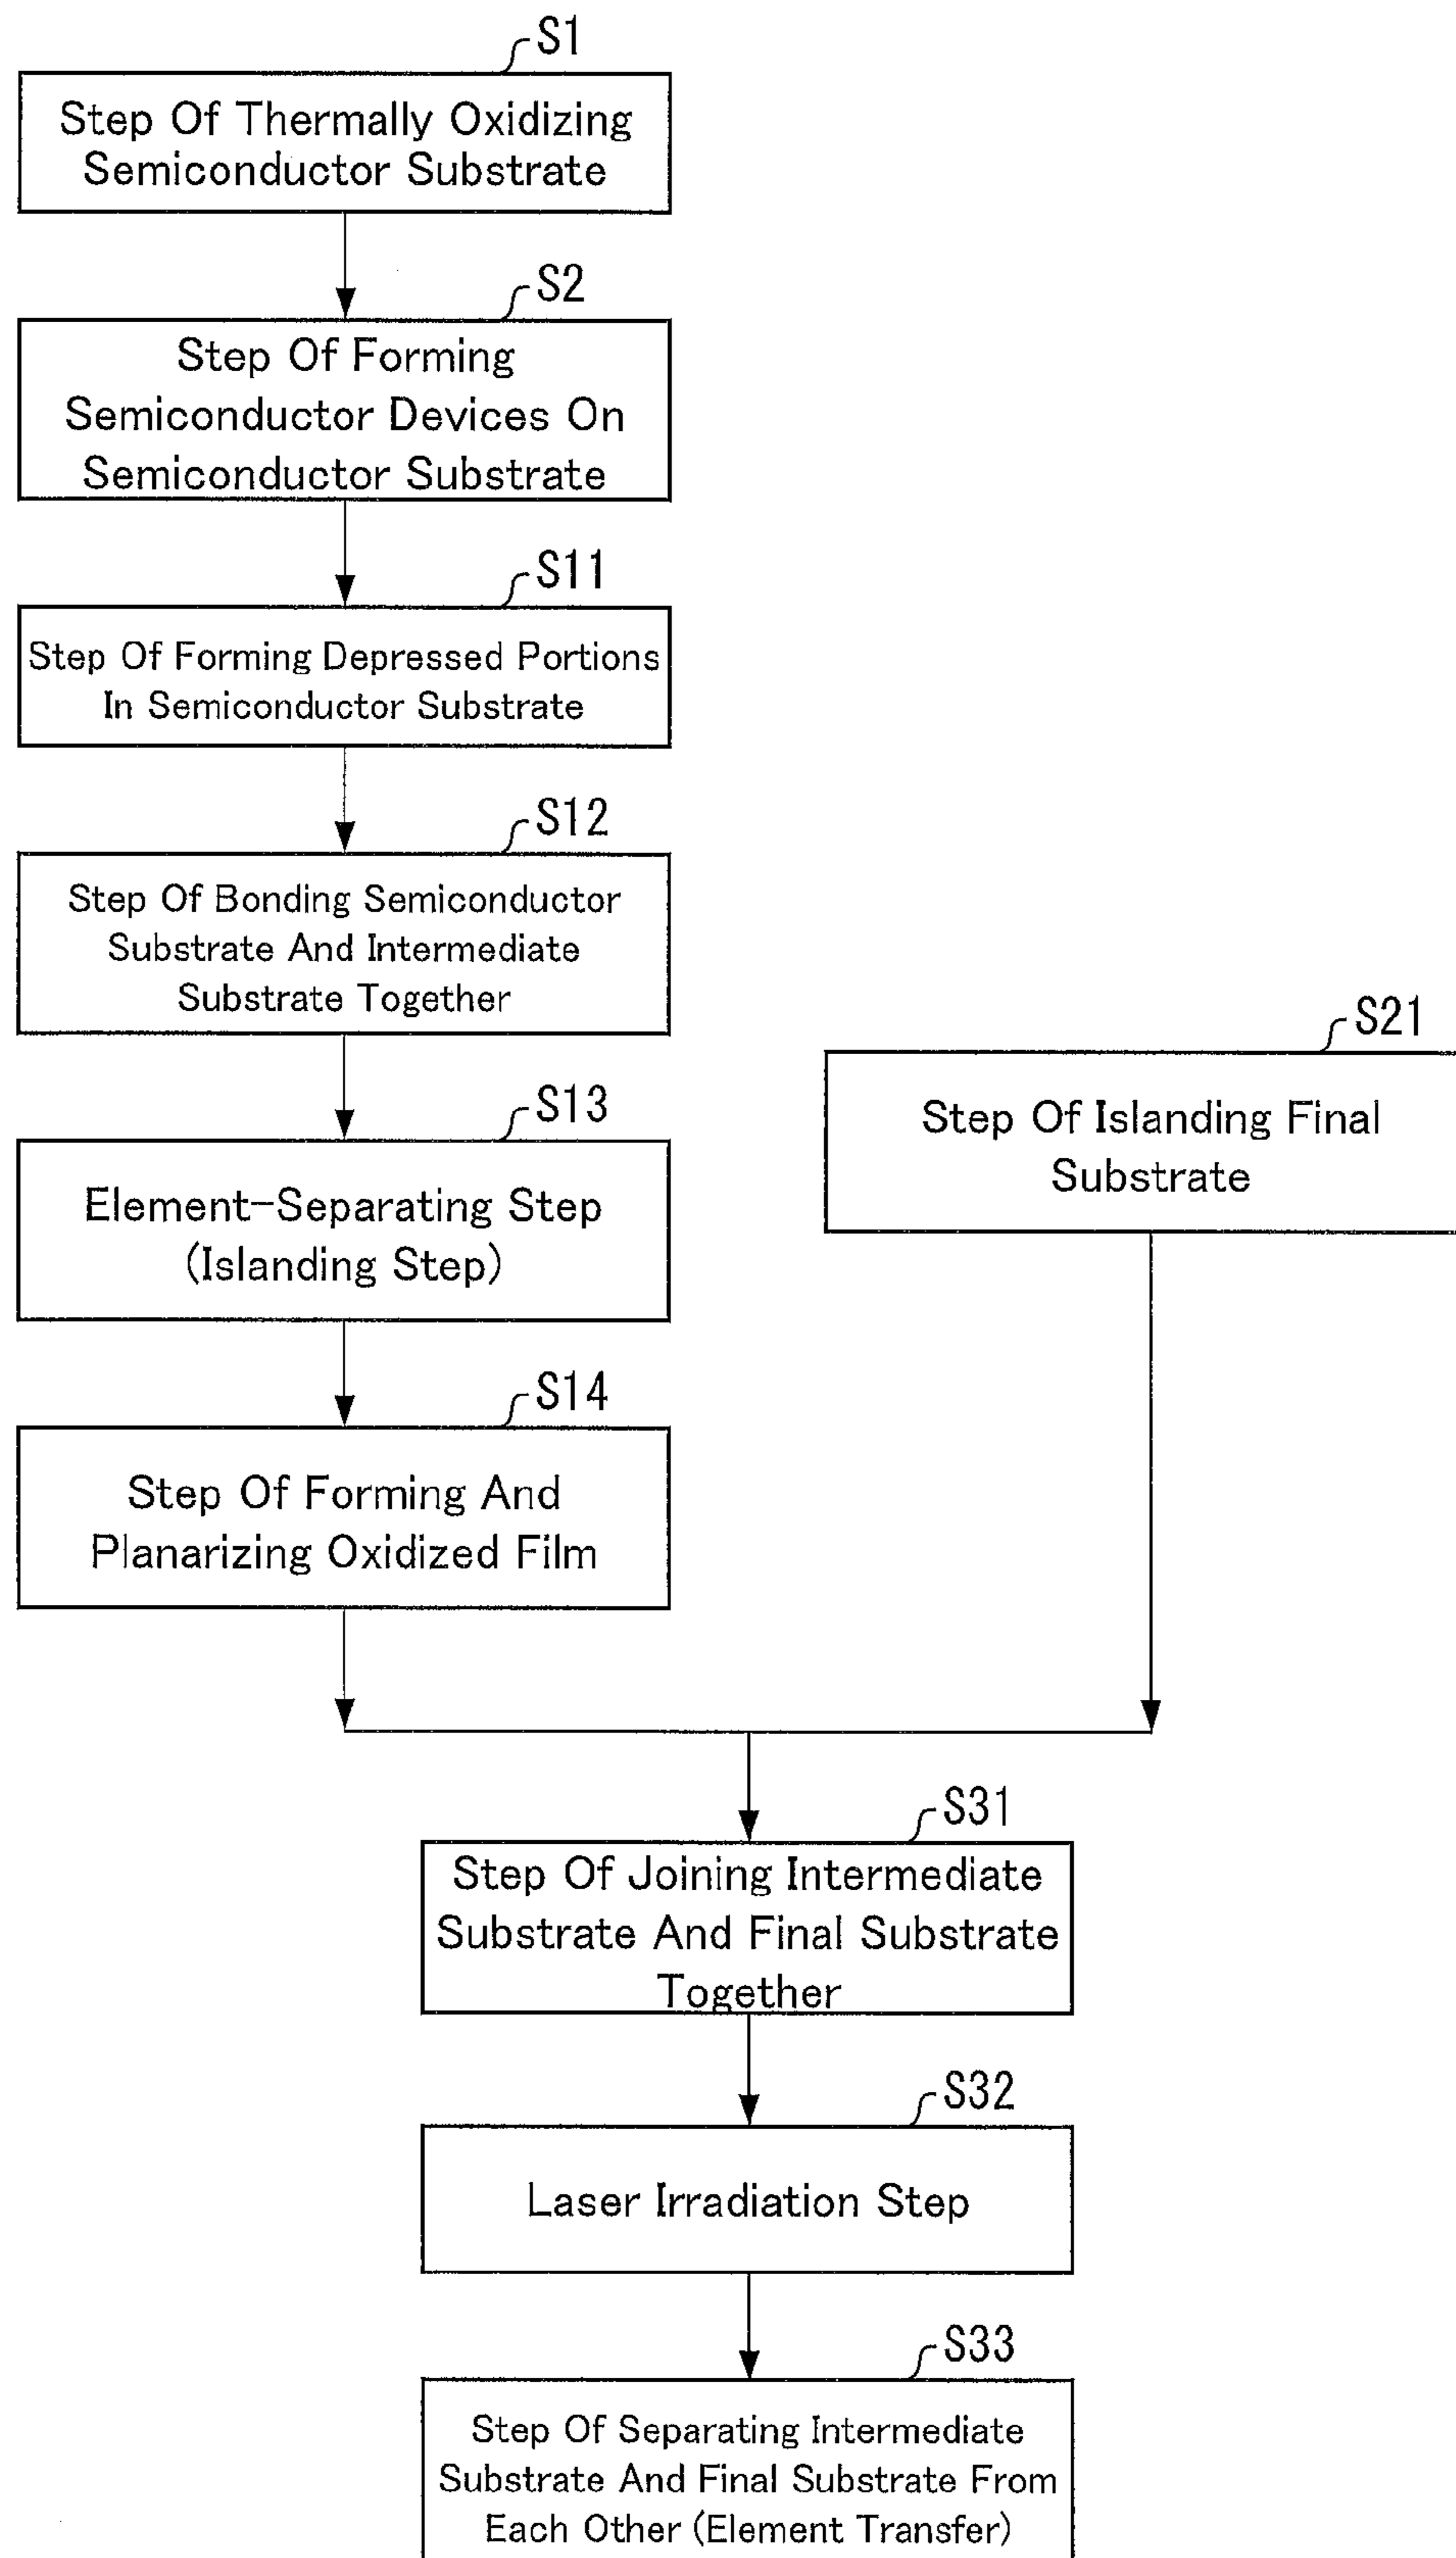 S1
Step Of Thermally Oxidizing
Semiconductor Substrate
S2
Step Of Forming
Semiconductor Devices On
Semiconductor Substrate
S11
Step Of Forming Depressed Portions
In Semiconductor Substrate
S12
Step Of Bonding Semiconductor
Substrate And Intermediate
Substrate Together
S13
Element-Separating Step
(Islanding Step)
S14
Step Of Forming And
Planarizing Oxidized Film
S21
Step Of Islanding Final
Substrate
S31
Step Of Joining Intermediate
Substrate And Final Substrate
Together
S32
Laser Irradiation Step
S33
Step Of Separating Intermediate
Substrate And Final Substrate From
Each Other (Element Transfer)